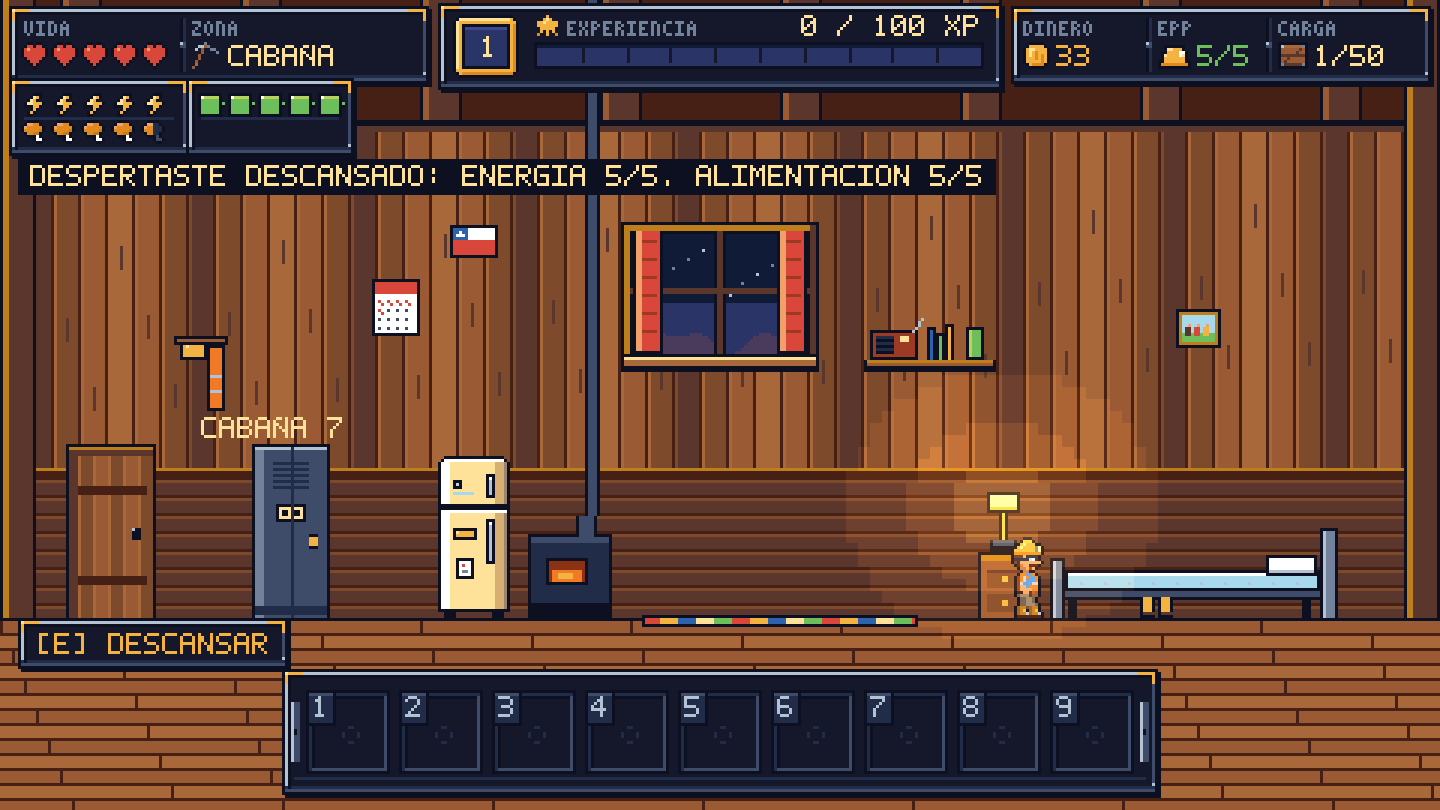 VIDA
ZONA
CABAÑA
1
EXPERIENCIA
0 / 100 XP
DINERO
33
EPP
5/5
CARGA
1/50
DESPERTASTE DESCANSADO: ENERGIA 5/5. ALIMENTACION 5/5
CABAÑA 7
[E] DESCANSAR
1 2 3 4 5 6 7 8 9